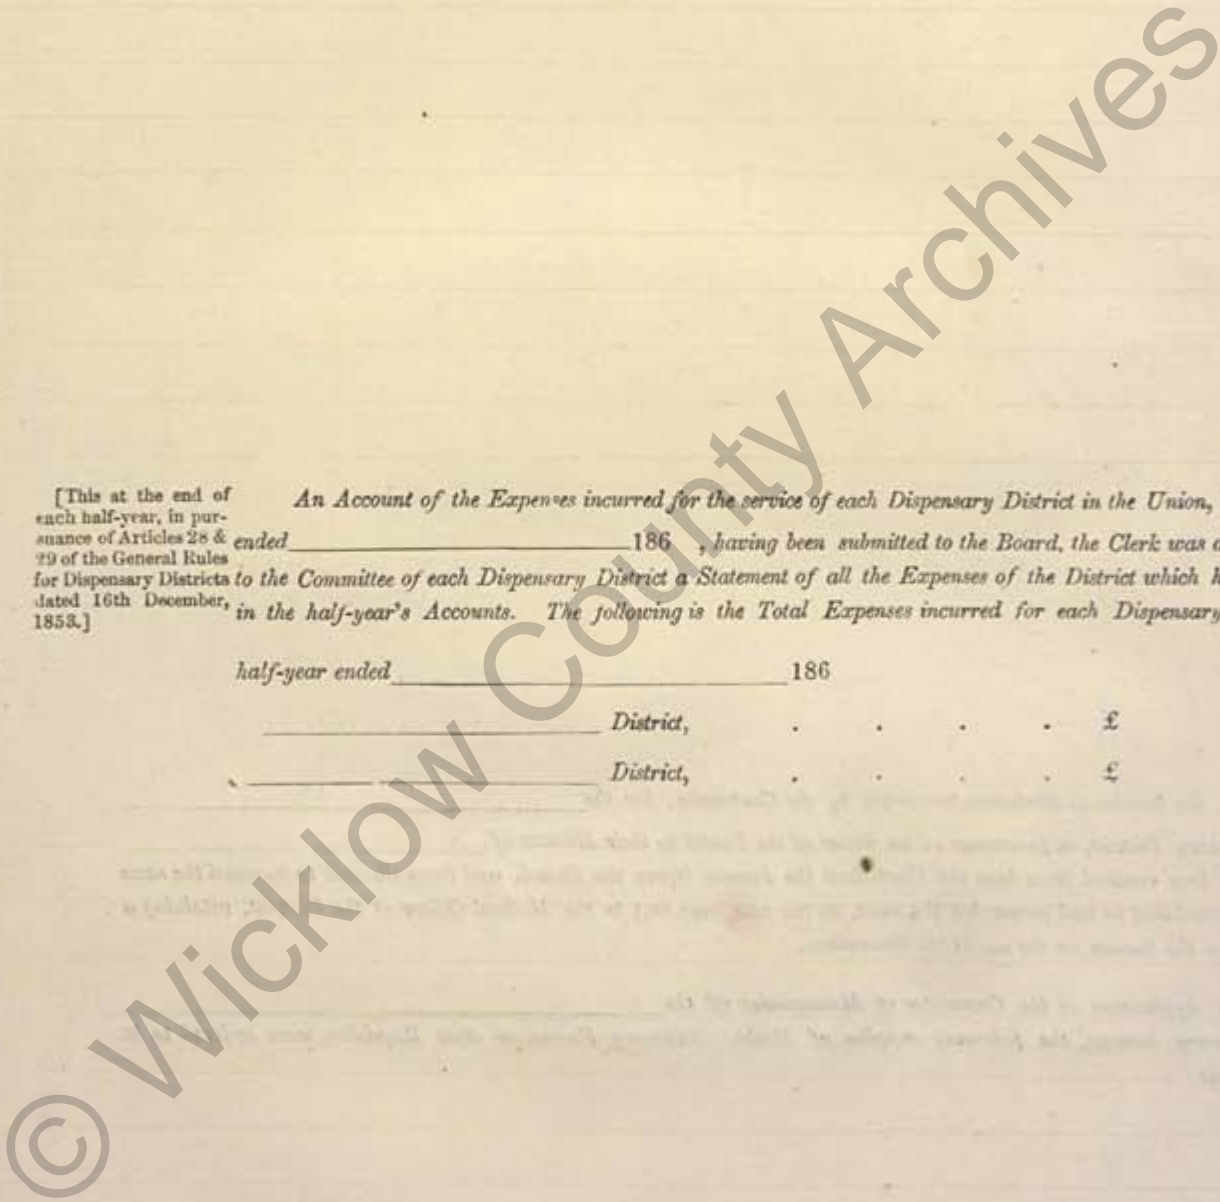 [This at the end of
each half-year, in pur-
suance of Articles 28 &
29 of the General Rules
for Dispensary Districts
dated 16th December,
1853.]
An Account of the Expenses incurred for the service of each Dispensary District in the Union,
ended 186 , having been submitted to the Board, the Clerk was
to the Committee of each Dispensary District a Statement of all the Expenses of the District which
in the half-year's Accounts. The following is the Total Expenses incurred for each Dispensary
half-year ended 186
District, . . . . £
District, . . . . £
© Wicklow County Archives